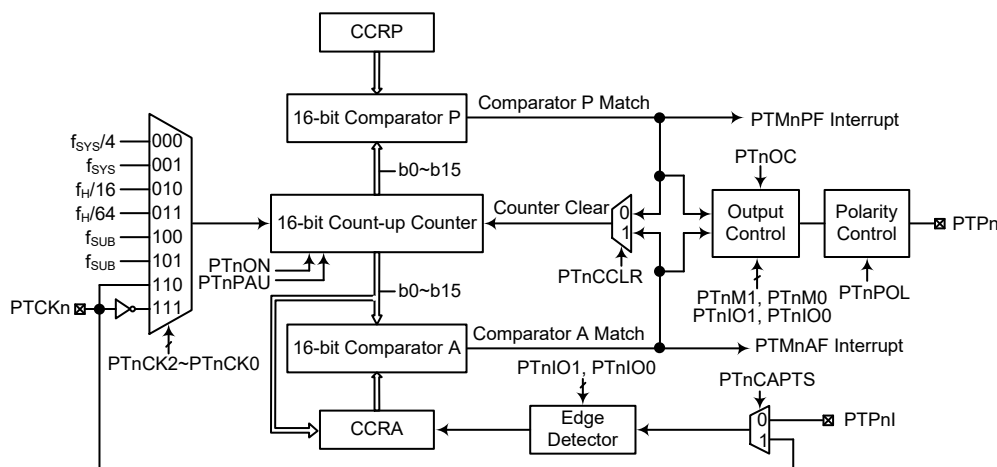 CCRP
16-bit Comparator P
Comparator P Match
PTMnPF Interrupt
fSYS/4
000
fSYS
001
fH/16
010
fH/64
011
fSUB
100
fSUB
101
110
111
b0~b15
PTnOC
16-bit Count-up Counter
Counter Clear
0
1
Output
Control
Polarity
Control
PTPn
PTnON
PTnPAU
PTnCCLR
PTnM1, PTnM0
PTnIO1, PTnIO0
PTnPOL
PTCKn
b0~b15
PTnCK2~PTnCK0
16-bit Comparator A
Comparator A Match
PTMnAF Interrupt
PTnIO1, PTnIO0
PTnCAPTS
CCRA
Edge
Detector
0
1
PTPnI